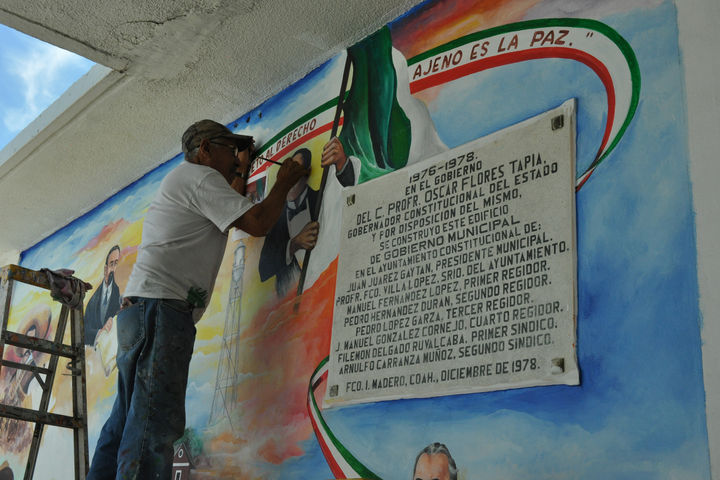 ETO AL DERECHO
AJENO ES LA PAZ."
1976-1978.
EN EL GOBIERNO
DEL C. PROFR. OSCAR FLORES TAPIA,
GOBERNADOR CONSTITUCIONAL DEL ESTADO
Y POR DISPOSICION DEL MISMO,
SE CONSTRUYO ESTE EDIFICIO
DE GOBIERNO MUNICIPAL
EN EL AYUNTAMIENTO CONSTITUCIONAL DE:
JUAN JUAREZ GAYTAN, PRESIDENTE MUNICIPAL.
PROFR. FCO. VILLA LOPEZ, SRIO. DEL AYUNTAMIENTO.
MANUEL FERNANDEZ LOPEZ, PRIMER REGIDOR.
PEDRO HERNANDEZ DURAN, SEGUNDO REGIDOR.
PEDRO LOPEZ GARZA, TERCER REGIDOR.
J. MANUEL GONZALEZ CORNEJO, CUARTO REGIDOR.
FILEMON DELGADO RUVALCABA, PRIMER SINDICO.
ARNULFO CARRANZA MUÑOZ, SEGUNDO SINDICO.
FCO. I. MADERO, COAH., DICIEMBRE DE 1978.